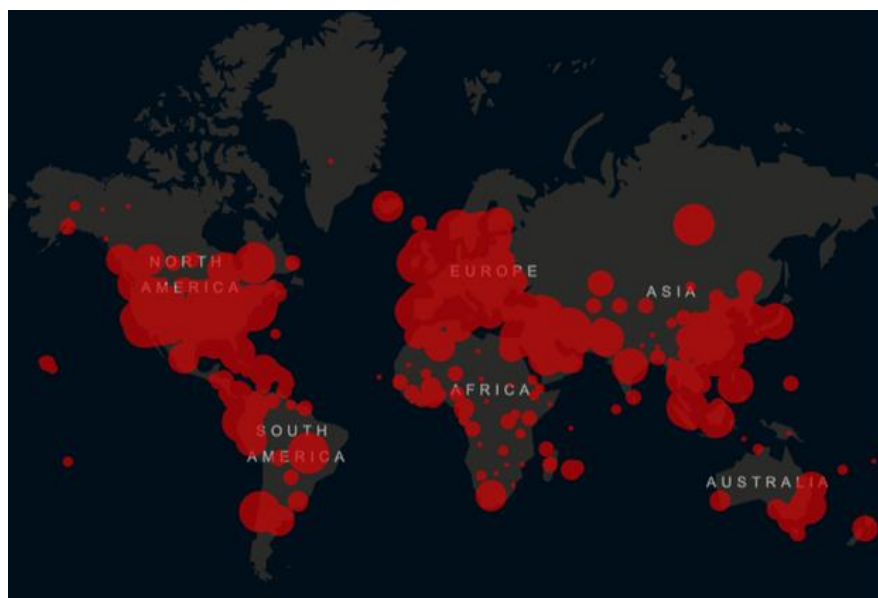 NORTH
AMERICA
EUROPE
ASIA
AFRICA
SOUTH
AMERICA
AUSTRALIA